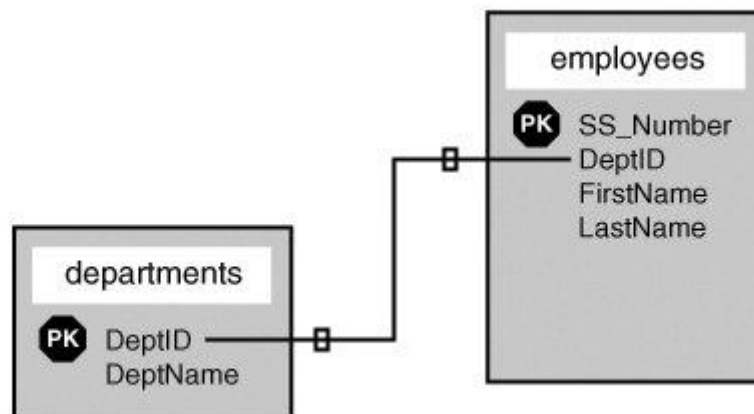 employees
PK SS_Number
DeptID
FirstName
LastName
departments
PK DeptID
DeptName